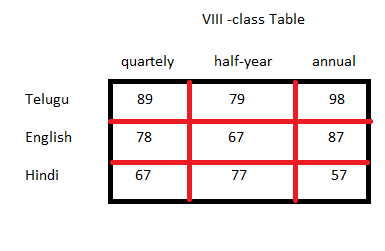 VIII -class Table
quartely half-year annual
Telugu 89 79 98
English 78 67 87
Hindi 67 77 57